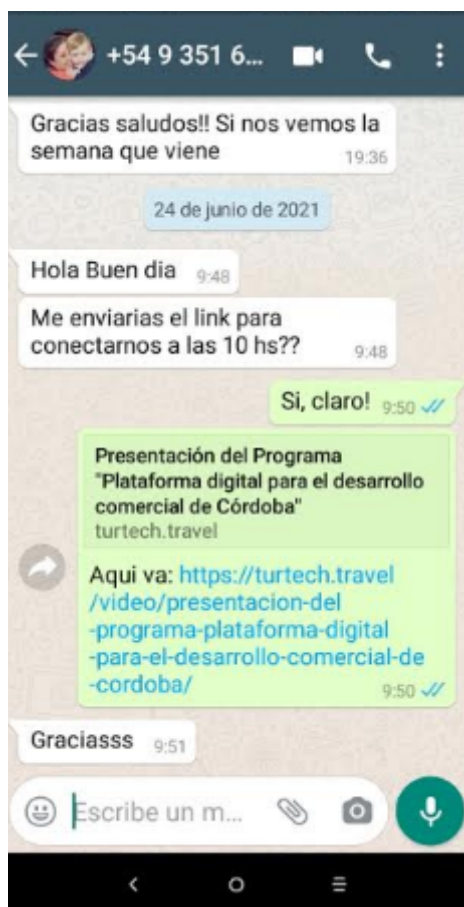 +54 9 351 6...
Gracias saludos!! Si nos vemos la
semana que viene
19:36
24 de junio de 2021
Hola Buen dia 9:48
Me enviarias el link para
conectarnos a las 10 hs??
9:48
Si, claro! 9:50
Presentación del Programa
"Plataforma digital para el desarrollo
comercial de Córdoba"
turtech.travel
Aqui va: https://turtech.travel
/video/presentacion-del
-programa-plataforma-digital
-para-el-desarrollo-comercial-de
-cordoba/
9:50
Graciasss 9:51
Escribe un m...